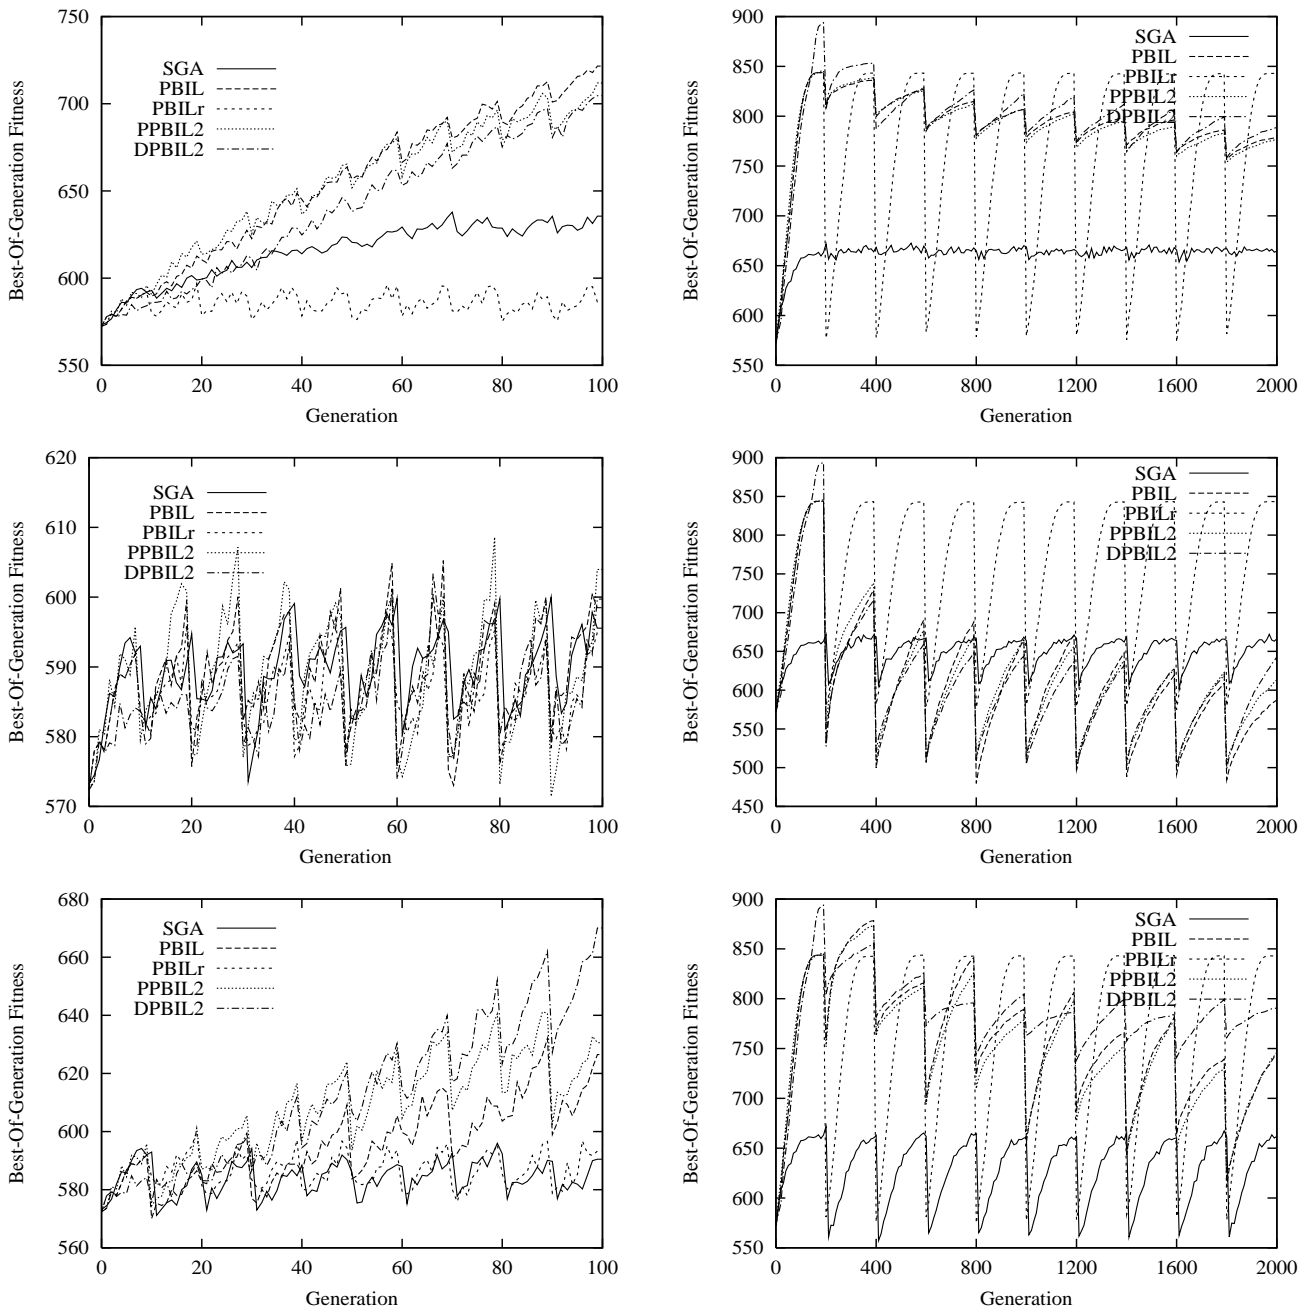 750
700
650
600
550
Best-Of-Generation Fitness
SGA
PBIL
PBILr
PPBIL2
DPBIL2
0 20 40 60 80 100
Generation
900
850
800
750
700
650
600
550
Best-Of-Generation Fitness
SGA
PBIL
PBILr
PPBIL2
DPBIL2
0 400 800 1200 1600 2000
Generation
620
610
600
590
580
570
Best-Of-Generation Fitness
SGA
PBIL
PBILr
PPBIL2
DPBIL2
0 20 40 60 80 100
Generation
900
850
800
750
700
650
600
550
500
450
Best-Of-Generation Fitness
SGA
PBIL
PBILr
PPBIL2
DPBIL2
0 400 800 1200 1600 2000
Generation
680
660
640
620
600
580
560
Best-Of-Generation Fitness
SGA
PBIL
PBILr
PPBIL2
DPBIL2
0 20 40 60 80 100
Generation
900
850
800
750
700
650
600
550
Best-Of-Generation Fitness
SGA
PBIL
PBILr
PPBIL2
DPBIL2
0 400 800 1200 1600 2000
Generation